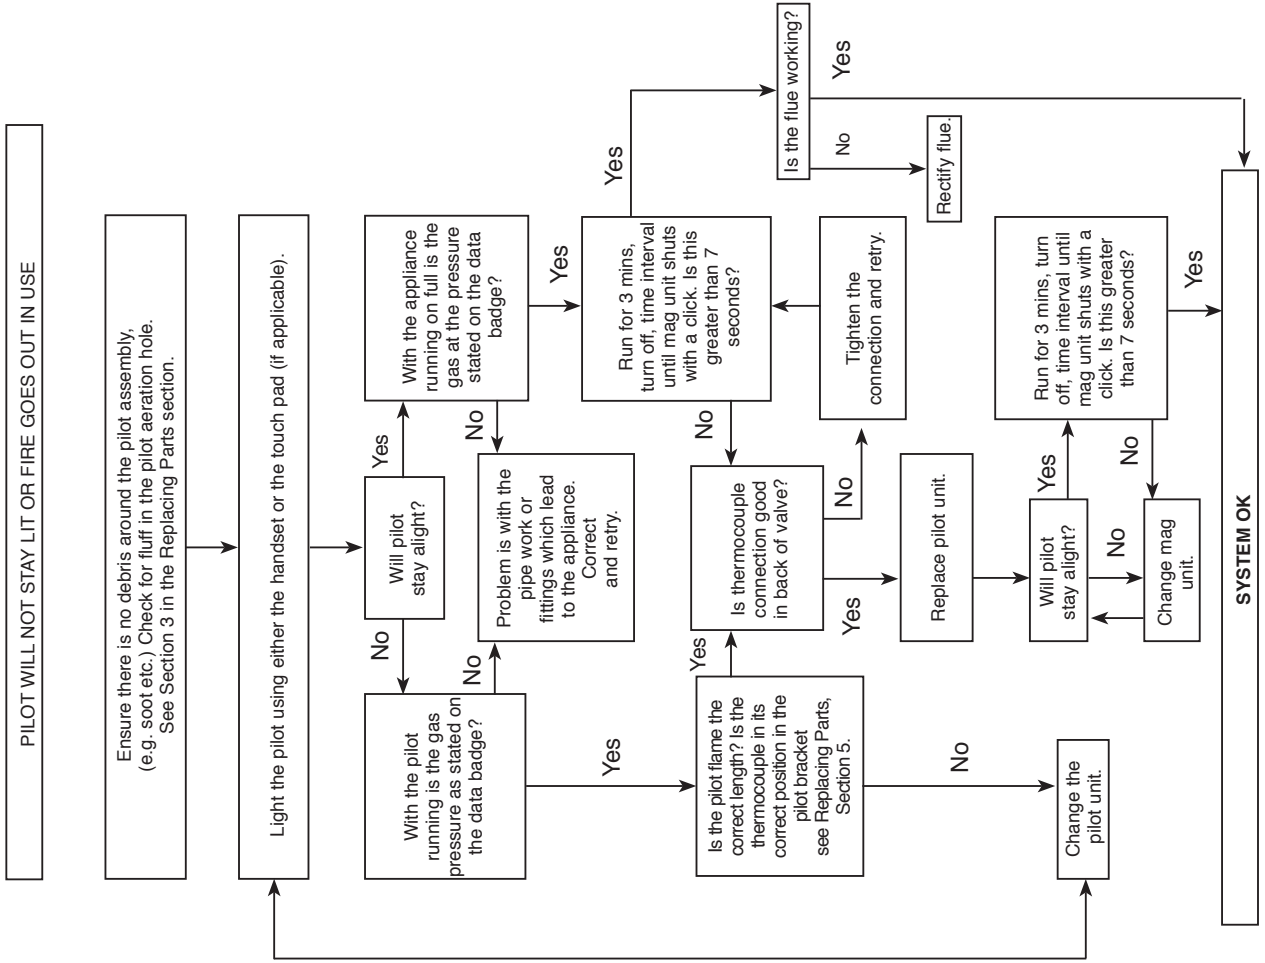 PILOT WILL NOT STAY LIT OR FIRE GOES OUT IN USE
Ensure there is no debris around the pilot assembly,
(e.g. soot etc.) Check for fluff in the pilot aeration hole.
See Section 3 in the Replacing Parts section.
Light the pilot using either the handset or the touch pad (if applicable).
Will pilot
stay alight?
No
Yes
With the pilot
running is the gas
pressure as stated on
the data badge?
With the appliance
running on full is the
gas at the pressure
stated on the data
badge?
No
No
Problem is with the
pipe work or
fittings which lead
to the appliance.
Correct
and retry.
Yes
Yes
Is the pilot flame the
correct length? Is the
thermocouple in its
correct position in the
pilot bracket
see Replacing Parts,
Section 5.
Run for 3 mins,
turn off, time interval
until mag unit shuts
with a click. Is this
greater than 7
seconds?
Yes
Yes
No
Is thermocouple
connection good
in back of valve?
Is the flue working?
No
Yes
Rectify flue.
No
Tighten the
connection and retry.
Yes
Replace pilot unit.
No
Change the
pilot unit.
Will pilot
stay alight?
Yes
No
Change mag
unit.
Run for 3 mins, turn
off, time interval until
mag unit shuts with a
click. Is this greater
than 7 seconds?
No
Yes
SYSTEM OK